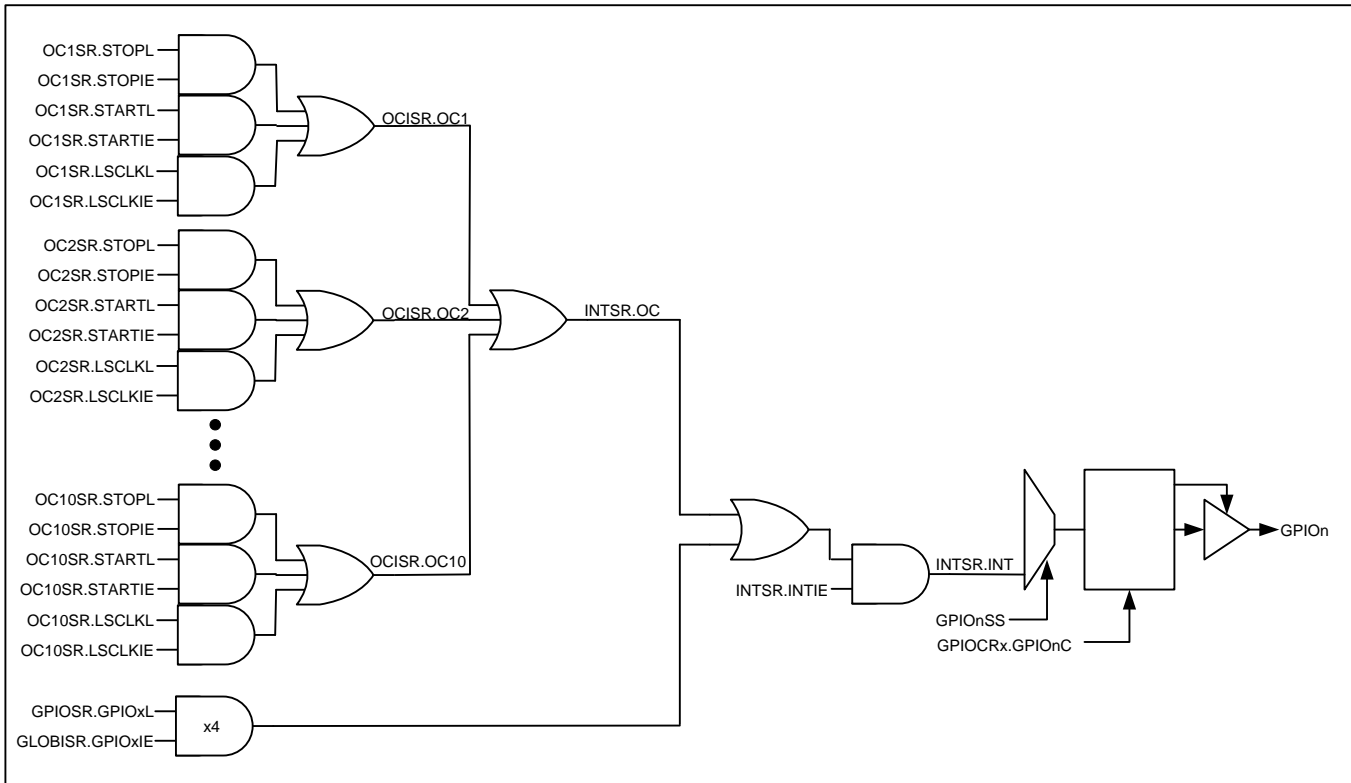 OC1SR.STOPL
OC1SR.STOPIE
OC1SR.STARTL
OC1SR.STARTIE
OC1SR.LSCLKL
OC1SR.LSCLKIE
OCISR.OC1
OC2SR.STOPL
OC2SR.STOPIE
OC2SR.STARTL
OC2SR.STARTIE
OC2SR.LSCLKL
OC2SR.LSCLKIE
OCISR.OC2
INTSR.OC
OC10SR.STOPL
OC10SR.STOPIE
OC10SR.STARTL
OC10SR.STARTIE
OC10SR.LSCLKL
OC10SR.LSCLKIE
OCISR.OC10
GPIOSR.GPIOxL
GLOBISR.GPIOxIE
x4
INTSR.INTIE
INTSR.INT
GPIOnSS
GPIOCRx.GPIOnC
GPIOn